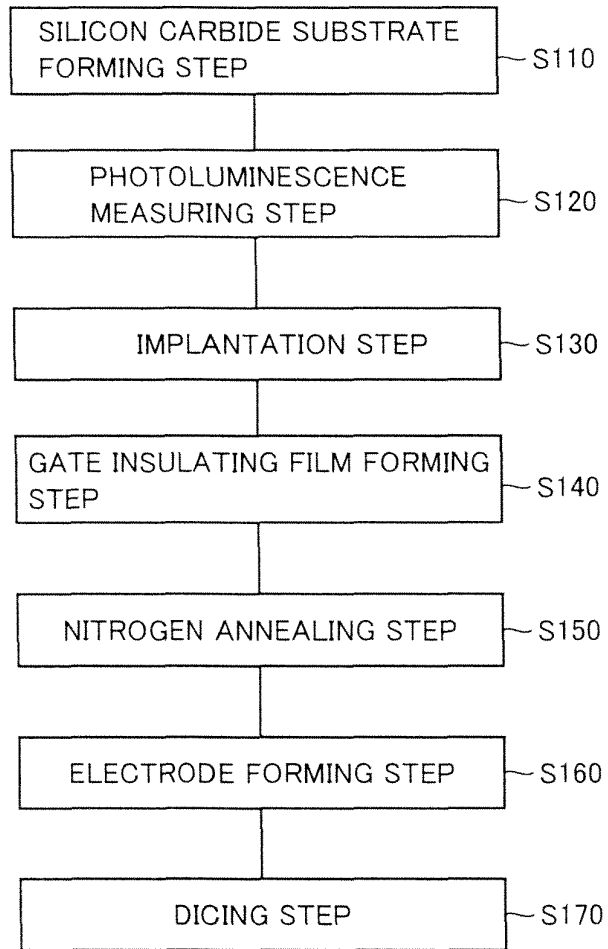 SILICON CARBIDE SUBSTRATE
FORMING STEP
S110
PHOTOLUMINESCENCE
MEASURING STEP
S120
IMPLANTATION STEP
S130
GATE INSULATING FILM FORMING
STEP
S140
NITROGEN ANNEALING STEP
S150
ELECTRODE FORMING STEP
S160
DICING STEP
S170